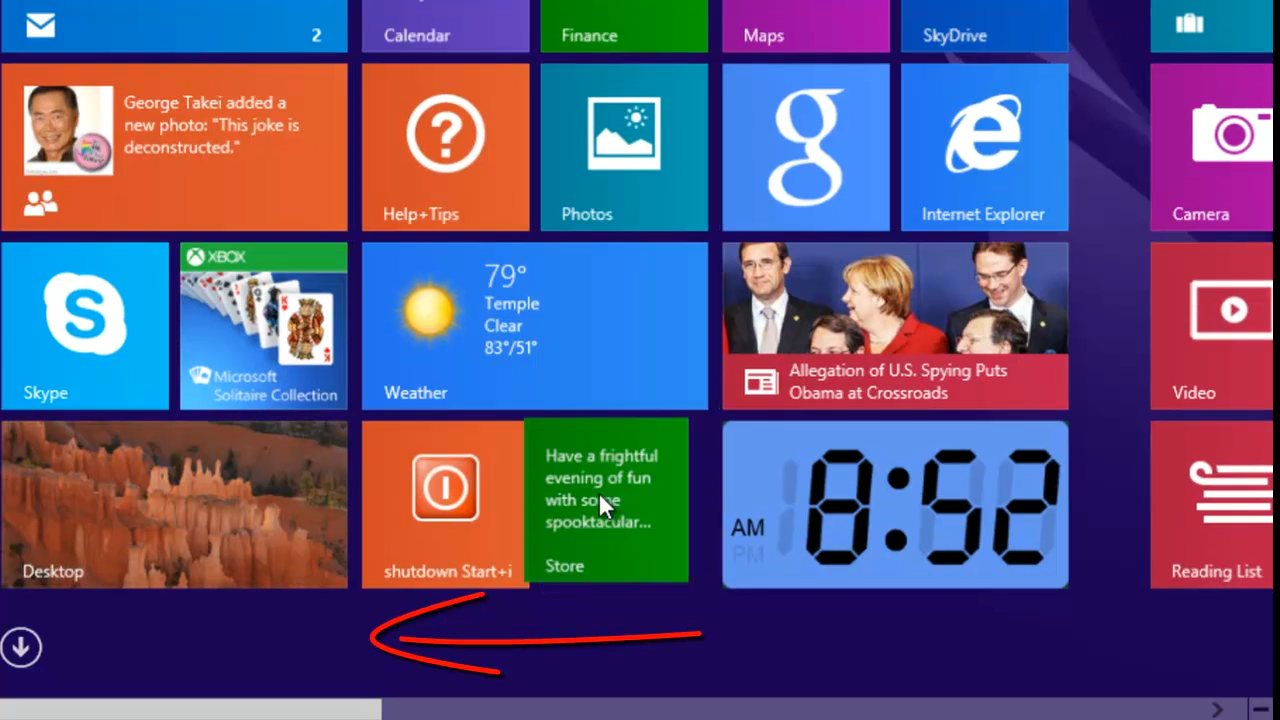 2
Calendar
Finance
Maps
SkyDrive
George Takei added a
new photo: "This joke is
deconstructed."
Help+Tips
Photos
g
Internet Explorer
Camera
Skype
XBOX
Microsoft
Solitaire Collection
79°
Temple
Clear
83°/51°
Weather
Allegation of U.S. Spying Puts
Obama at Crossroads
Video
Desktop
shutdown Start+i
Have a frightful
evening of fun
with some
spooktacular...
Store
AM
PM
8:52
Reading List